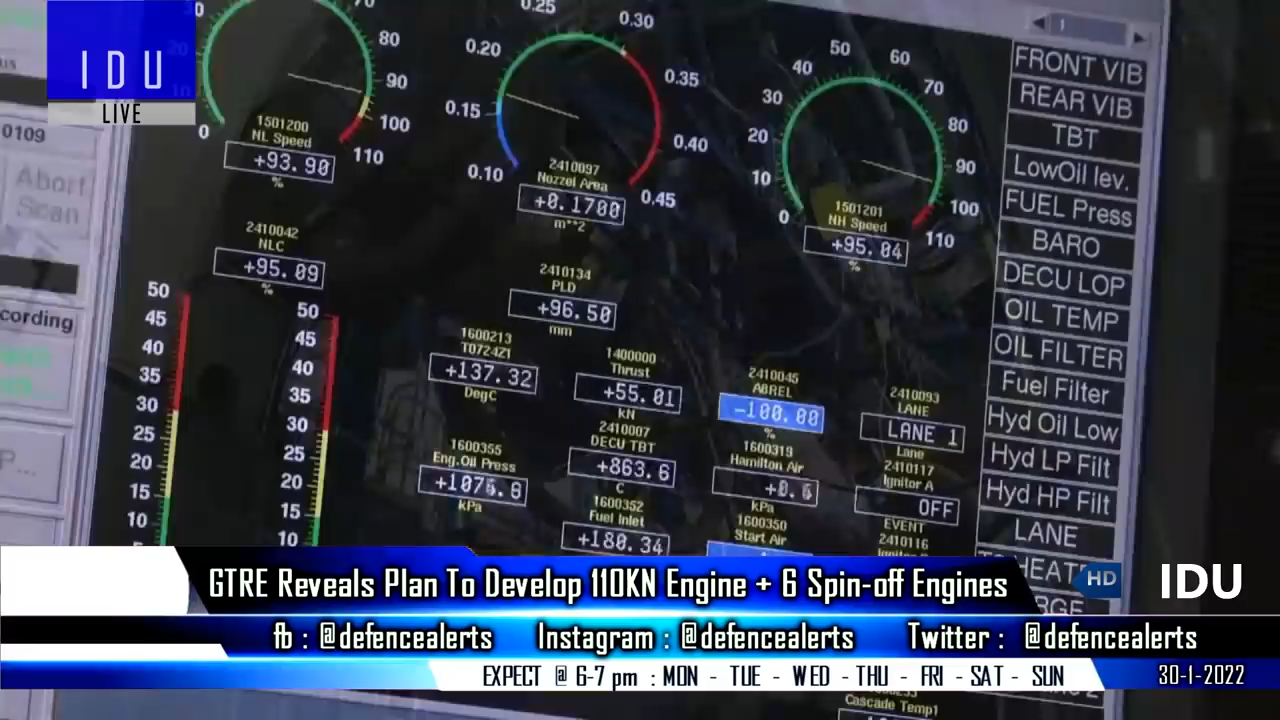 IDU
LIVE
0109
Abort
Scan
cording
0
80
90
100
110
1501200
NL Speed
+93.90
%
2410042
NLC
+95.09
%
0.10
0.15
0.20
0.25
0.30
0.35
0.40
0.45
2410097
Nozzel Area
+0.1700
m**2
2410134
PLD
+96.50
mm
0
10
20
30
40
50
60
70
80
90
100
110
1501201
NH Speed
+95.04
%
50
45
40
35
30
25
20
15
10
50
45
40
35
30
25
20
15
10
1600213
T0724Z1
+137.32
DegC
1400000
Thrust
+55.01
kN
2410045
ABREL
-100.00
%
2410093
LANE
LANE 1
Lane
1600355
Eng.Oil Press
+1075.8
kPa
2410007
DECU TBT
+863.6
C
1600319
Hamilton Air
kPa
2410117
Ignitor A
OFF
1600352
Fuel Inlet
+180.34
1600350
Start Air
EVENT
2410116
FRONT VIB
REAR VIB
TBT
LowOil lev.
FUEL Press
BARO
DECU LOP
OIL TEMP
OIL FILTER
Fuel Filter
Hyd Oil Low
Hyd LP Filt
Hyd HP Filt
LANE
GTRE Reveals Plan To Develop 110KN Engine + 6 Spin-off Engines
HD IDU
fb : @defencealerts Instagram : @defencealerts Twitter : @defencealerts
EXPECT @ 6-7 pm : MON - TUE - WED - THU - FRI - SAT - SUN
30-1-2022
Cascade Temp1